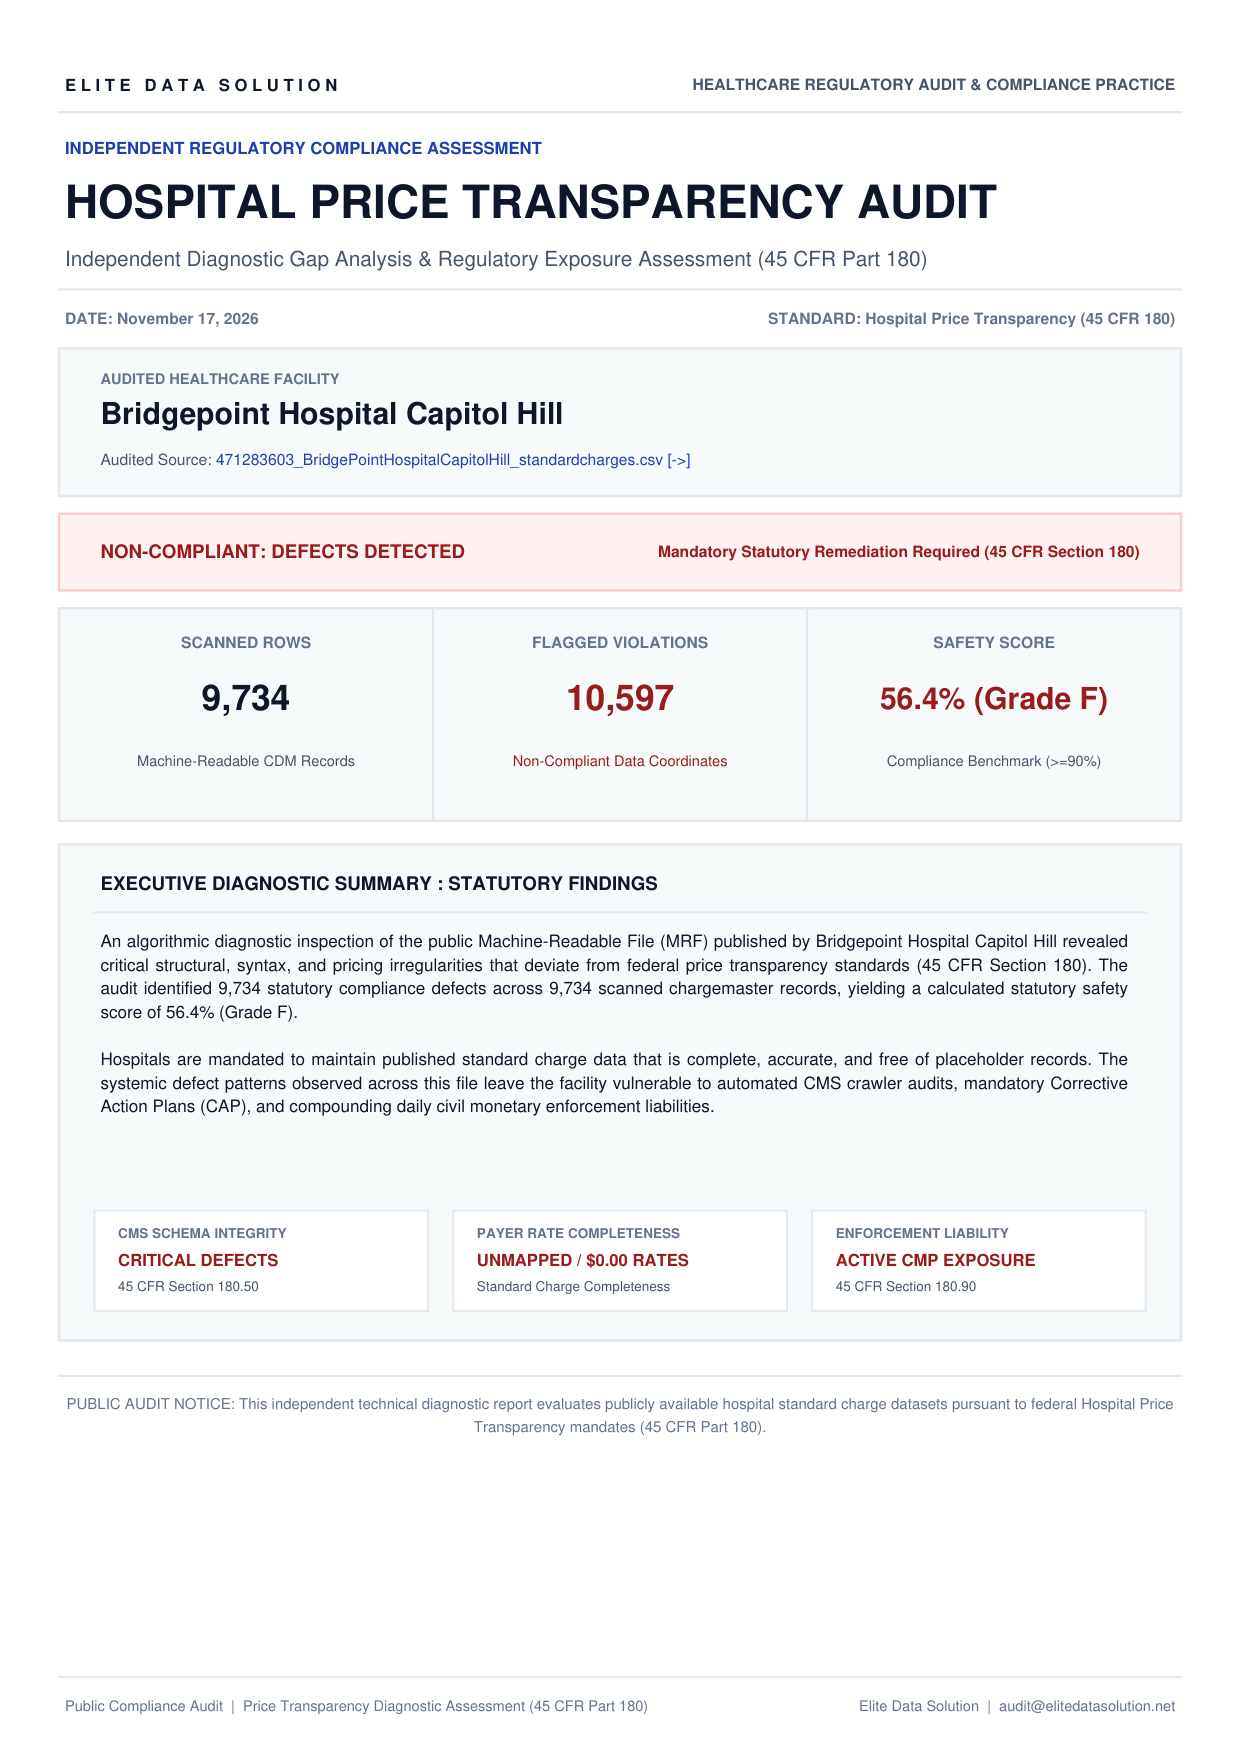 ELITE DATA SOLUTION
HEALTHCARE REGULATORY AUDIT & COMPLIANCE PRACTICE
INDEPENDENT REGULATORY COMPLIANCE ASSESSMENT
HOSPITAL PRICE TRANSPARENCY AUDIT
Independent Diagnostic Gap Analysis & Regulatory Exposure Assessment (45 CFR Part 180)
DATE: November 17, 2026
STANDARD: Hospital Price Transparency (45 CFR 180)
AUDITED HEALTHCARE FACILITY
Bridgepoint Hospital Capitol Hill
Audited Source: 471283603_BridgePointHospitalCapitolHill_standardcharges.csv [->]
NON-COMPLIANT: DEFECTS DETECTED
Mandatory Statutory Remediation Required (45 CFR Section 180)
SCANNED ROWS
9,734
Machine-Readable CDM Records
FLAGGED VIOLATIONS
10,597
Non-Compliant Data Coordinates
SAFETY SCORE
56.4% (Grade F)
Compliance Benchmark (>=90%)
EXECUTIVE DIAGNOSTIC SUMMARY : STATUTORY FINDINGS
An algorithmic diagnostic inspection of the public Machine-Readable File (MRF) published by Bridgepoint Hospital Capitol Hill revealed
critical structural, syntax, and pricing irregularities that deviate from federal price transparency standards (45 CFR Section 180). The
audit identified 9,734 statutory compliance defects across 9,734 scanned chargemaster records, yielding a calculated statutory safety
score of 56.4% (Grade F).
Hospitals are mandated to maintain published standard charge data that is complete, accurate, and free of placeholder records. The
systemic defect patterns observed across this file leave the facility vulnerable to automated CMS crawler audits, mandatory Corrective
Action Plans (CAP), and compounding daily civil monetary enforcement liabilities.
CMS SCHEMA INTEGRITY
CRITICAL DEFECTS
45 CFR Section 180.50
PAYER RATE COMPLETENESS
UNMAPPED / $0.00 RATES
Standard Charge Completeness
ENFORCEMENT LIABILITY
ACTIVE CMP EXPOSURE
45 CFR Section 180.90
PUBLIC AUDIT NOTICE: This independent technical diagnostic report evaluates publicly available hospital standard charge datasets pursuant to federal Hospital Price
Transparency mandates (45 CFR Part 180).
Public Compliance Audit | Price Transparency Diagnostic Assessment (45 CFR Part 180)
Elite Data Solution | audit@elitedatasolution.net